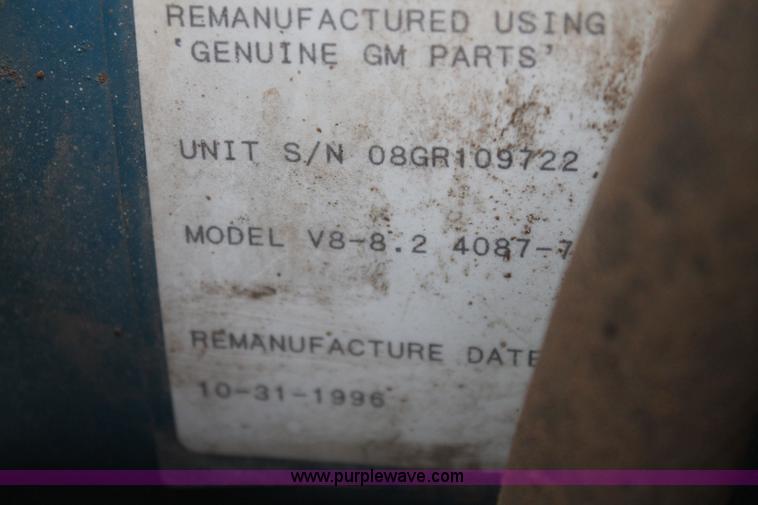 REMANUFACTURED USING
'GENUINE GM PARTS'
UNIT S/N 08GR109722
MODEL V8-8.2 4087-7
REMANUFACTURE DATE
10-31-1996
www.purplewave.com